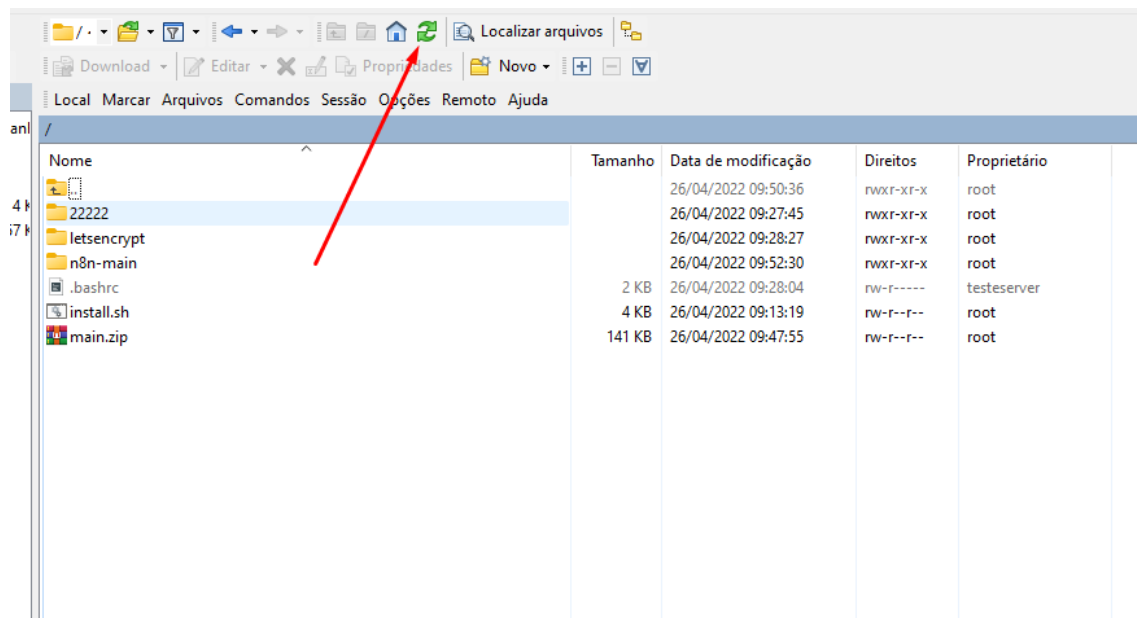 / ·
Localizar arquivos
Download Editar Propriedades Novo
Local Marcar Arquivos Comandos Sessão Opções Remoto Ajuda
anl /
Nome Tamanho Data de modificação Direitos Proprietário
.. 26/04/2022 09:50:36 rwxr-xr-x root
4 k 22222 26/04/2022 09:27:45 rwxr-xr-x root
57 k letsencrypt 26/04/2022 09:28:27 rwxr-xr-x root
n8n-main 26/04/2022 09:52:30 rwxr-xr-x root
.bashrc 2 KB 26/04/2022 09:28:04 rw-r----- testeserver
install.sh 4 KB 26/04/2022 09:13:19 rw-r--r-- root
main.zip 141 KB 26/04/2022 09:47:55 rw-r--r-- root